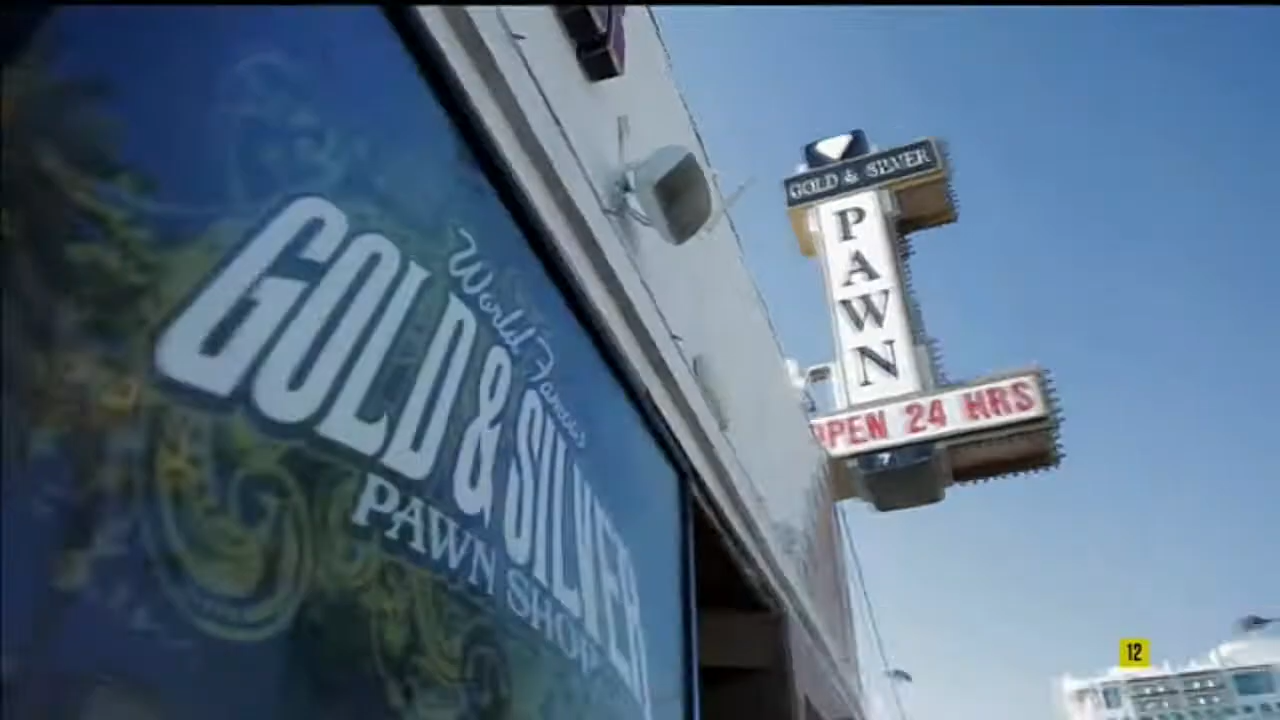 World Famous
GOLD & SILVER
PAWN SHOP
GOLD & SILVER
PAWN
OPEN 24 HRS
12